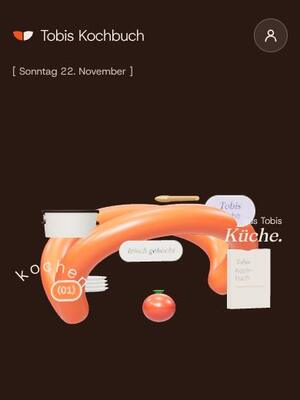 Tobis Kochbuch
[ Sonntag 22. November ]
Tobis
Tobis
Küche.
frisch gekocht
Tobis
Koch-
buch
kochen
(01)